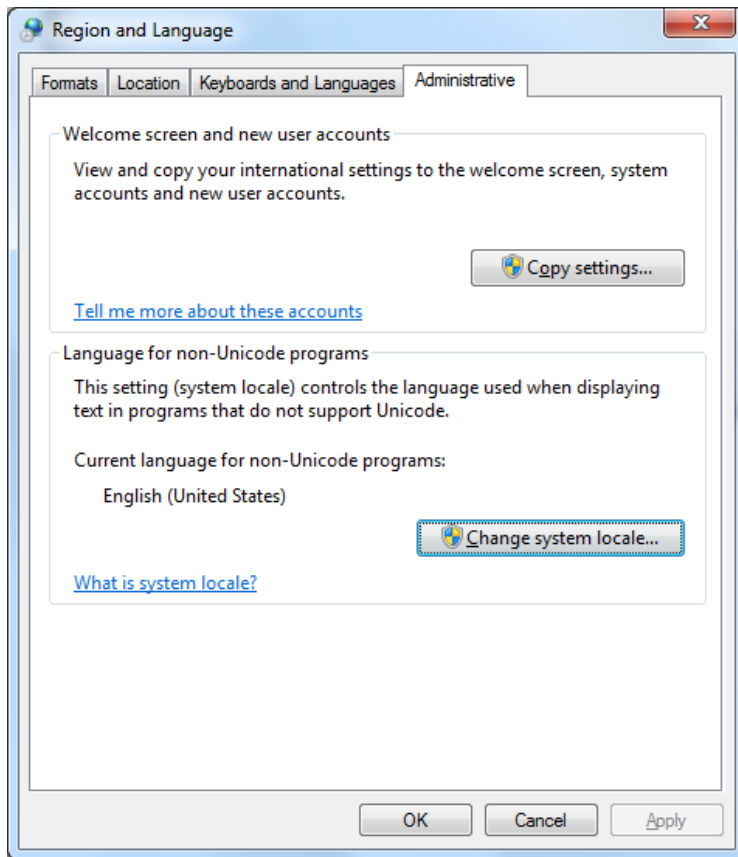 Region and Language
Formats Location Keyboards and Languages Administrative
Welcome screen and new user accounts
View and copy your international settings to the welcome screen, system
accounts and new user accounts.
Copy settings...
Tell me more about these accounts
Language for non-Unicode programs
This setting (system locale) controls the language used when displaying
text in programs that do not support Unicode.
Current language for non-Unicode programs:
English (United States)
Change system locale...
What is system locale?
OK Cancel Apply